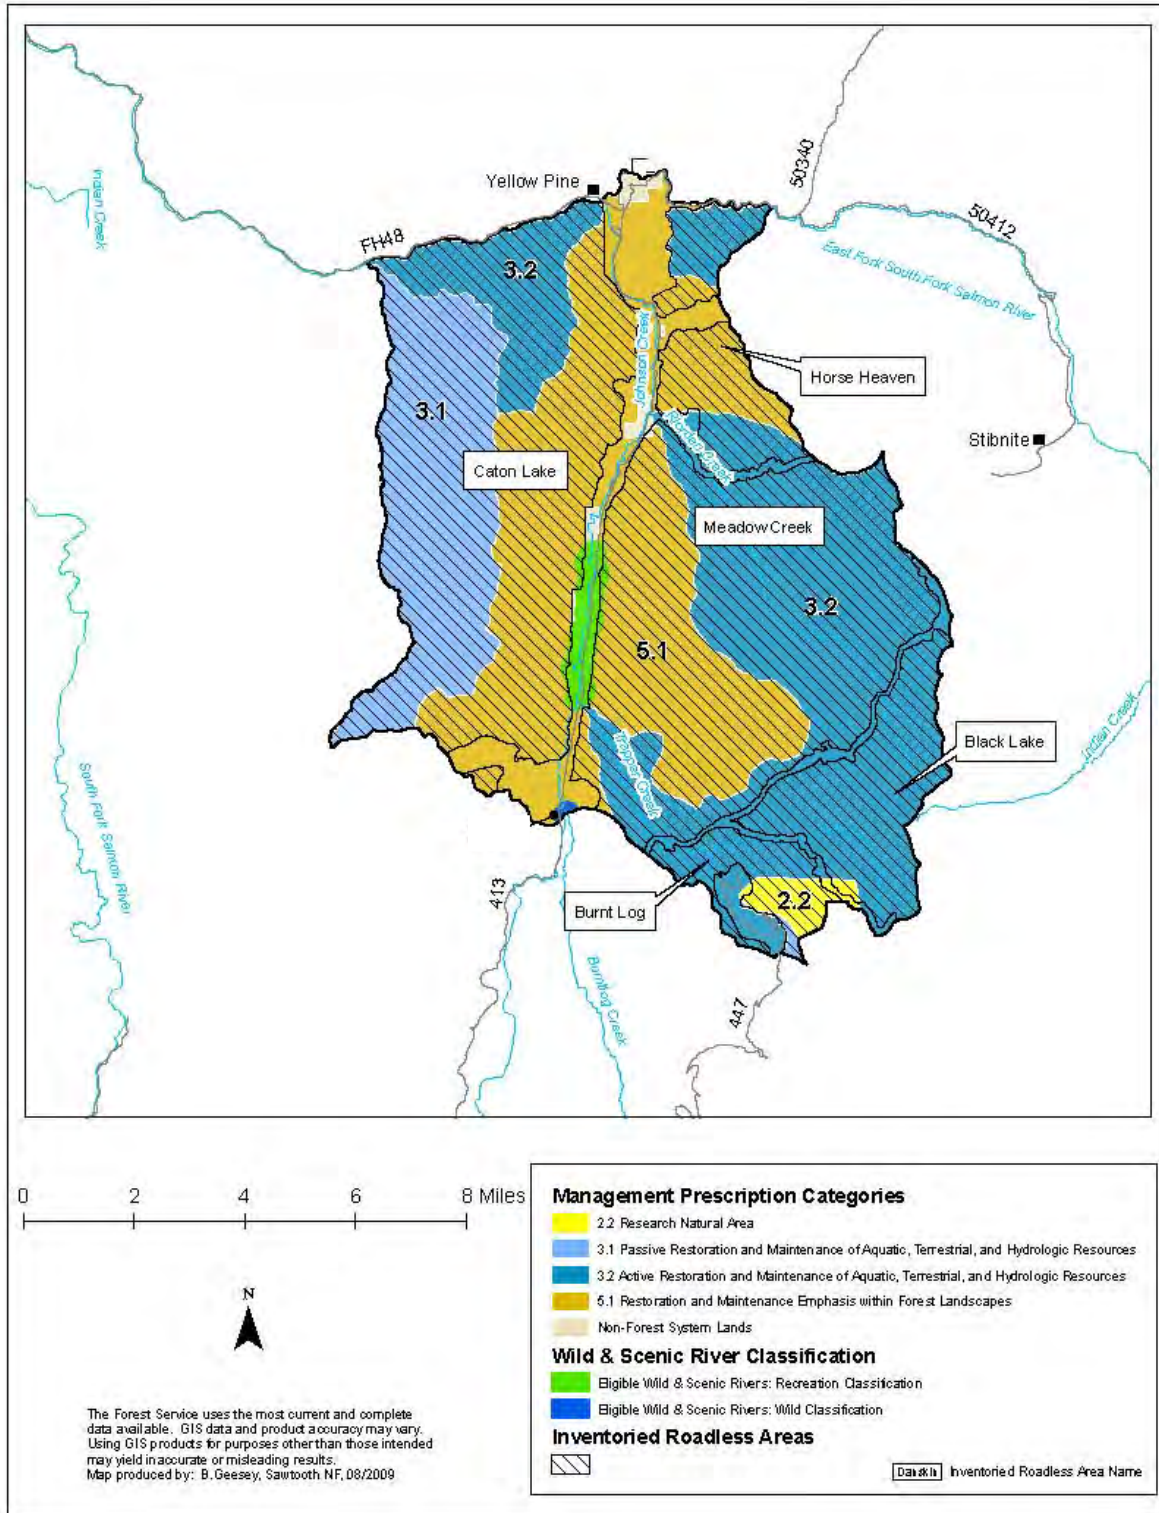 50340
Yellow Pine
Indian Creek
50412
FH48
3.2
East Fork South Fork Salmon River
Johnson Creek
Horse Heaven
3.1
Riordan Creek
Stibnite
Caton Lake
Meadow Creek
3.2
5.1
Black Lake
Indian Creek
Trapper Creek
South Fork Salmon River
413
2.2
Burnt Log
Burntlog Creek
447
0 2 4 6 8 Miles
N
The Forest Service uses the most current and complete
data available. GIS data and product accuracy may vary.
Using GIS products for purposes other than those intended
may yield inaccurate or misleading results.
Map produced by: B.Geesey, Sawtooth NF, 08/2009
Management Prescription Categories
2.2 Research Natural Area
3.1 Passive Restoration and Maintenance of Aquatic, Terrestrial, and Hydrologic Resources
3.2 Active Restoration and Maintenance of Aquatic, Terrestrial, and Hydrologic Resources
5.1 Restoration and Maintenance Emphasis within Forest Landscapes
Non-Forest System Lands
Wild & Scenic River Classification
Eligible Wild & Scenic Rivers: Recreation Classification
Eligible Wild & Scenic Rivers: Wild Classification
Inventoried Roadless Areas
Danskin Inventoried Roadless Area Name